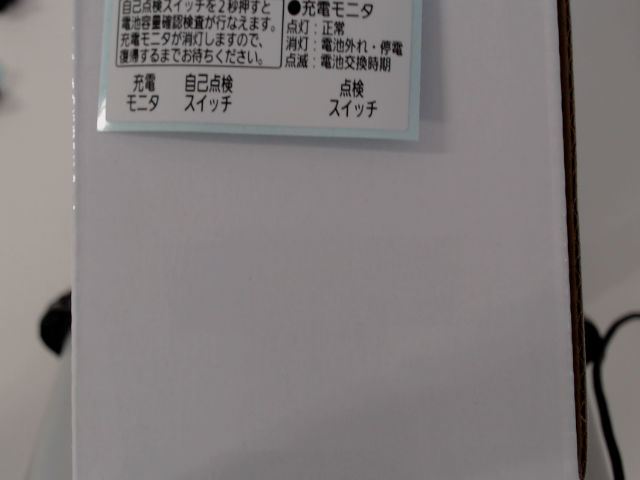 自己点検スイッチを2秒押すと
電池容量確認検査が行なえます。
充電モニタが消灯しますので、
復帰するまでお待ちください。
●充電モニタ
点灯：正常
消灯：電池外れ・停電
点滅：電池交換時期
充電
モニタ
自己点検
スイッチ
点検
スイッチ